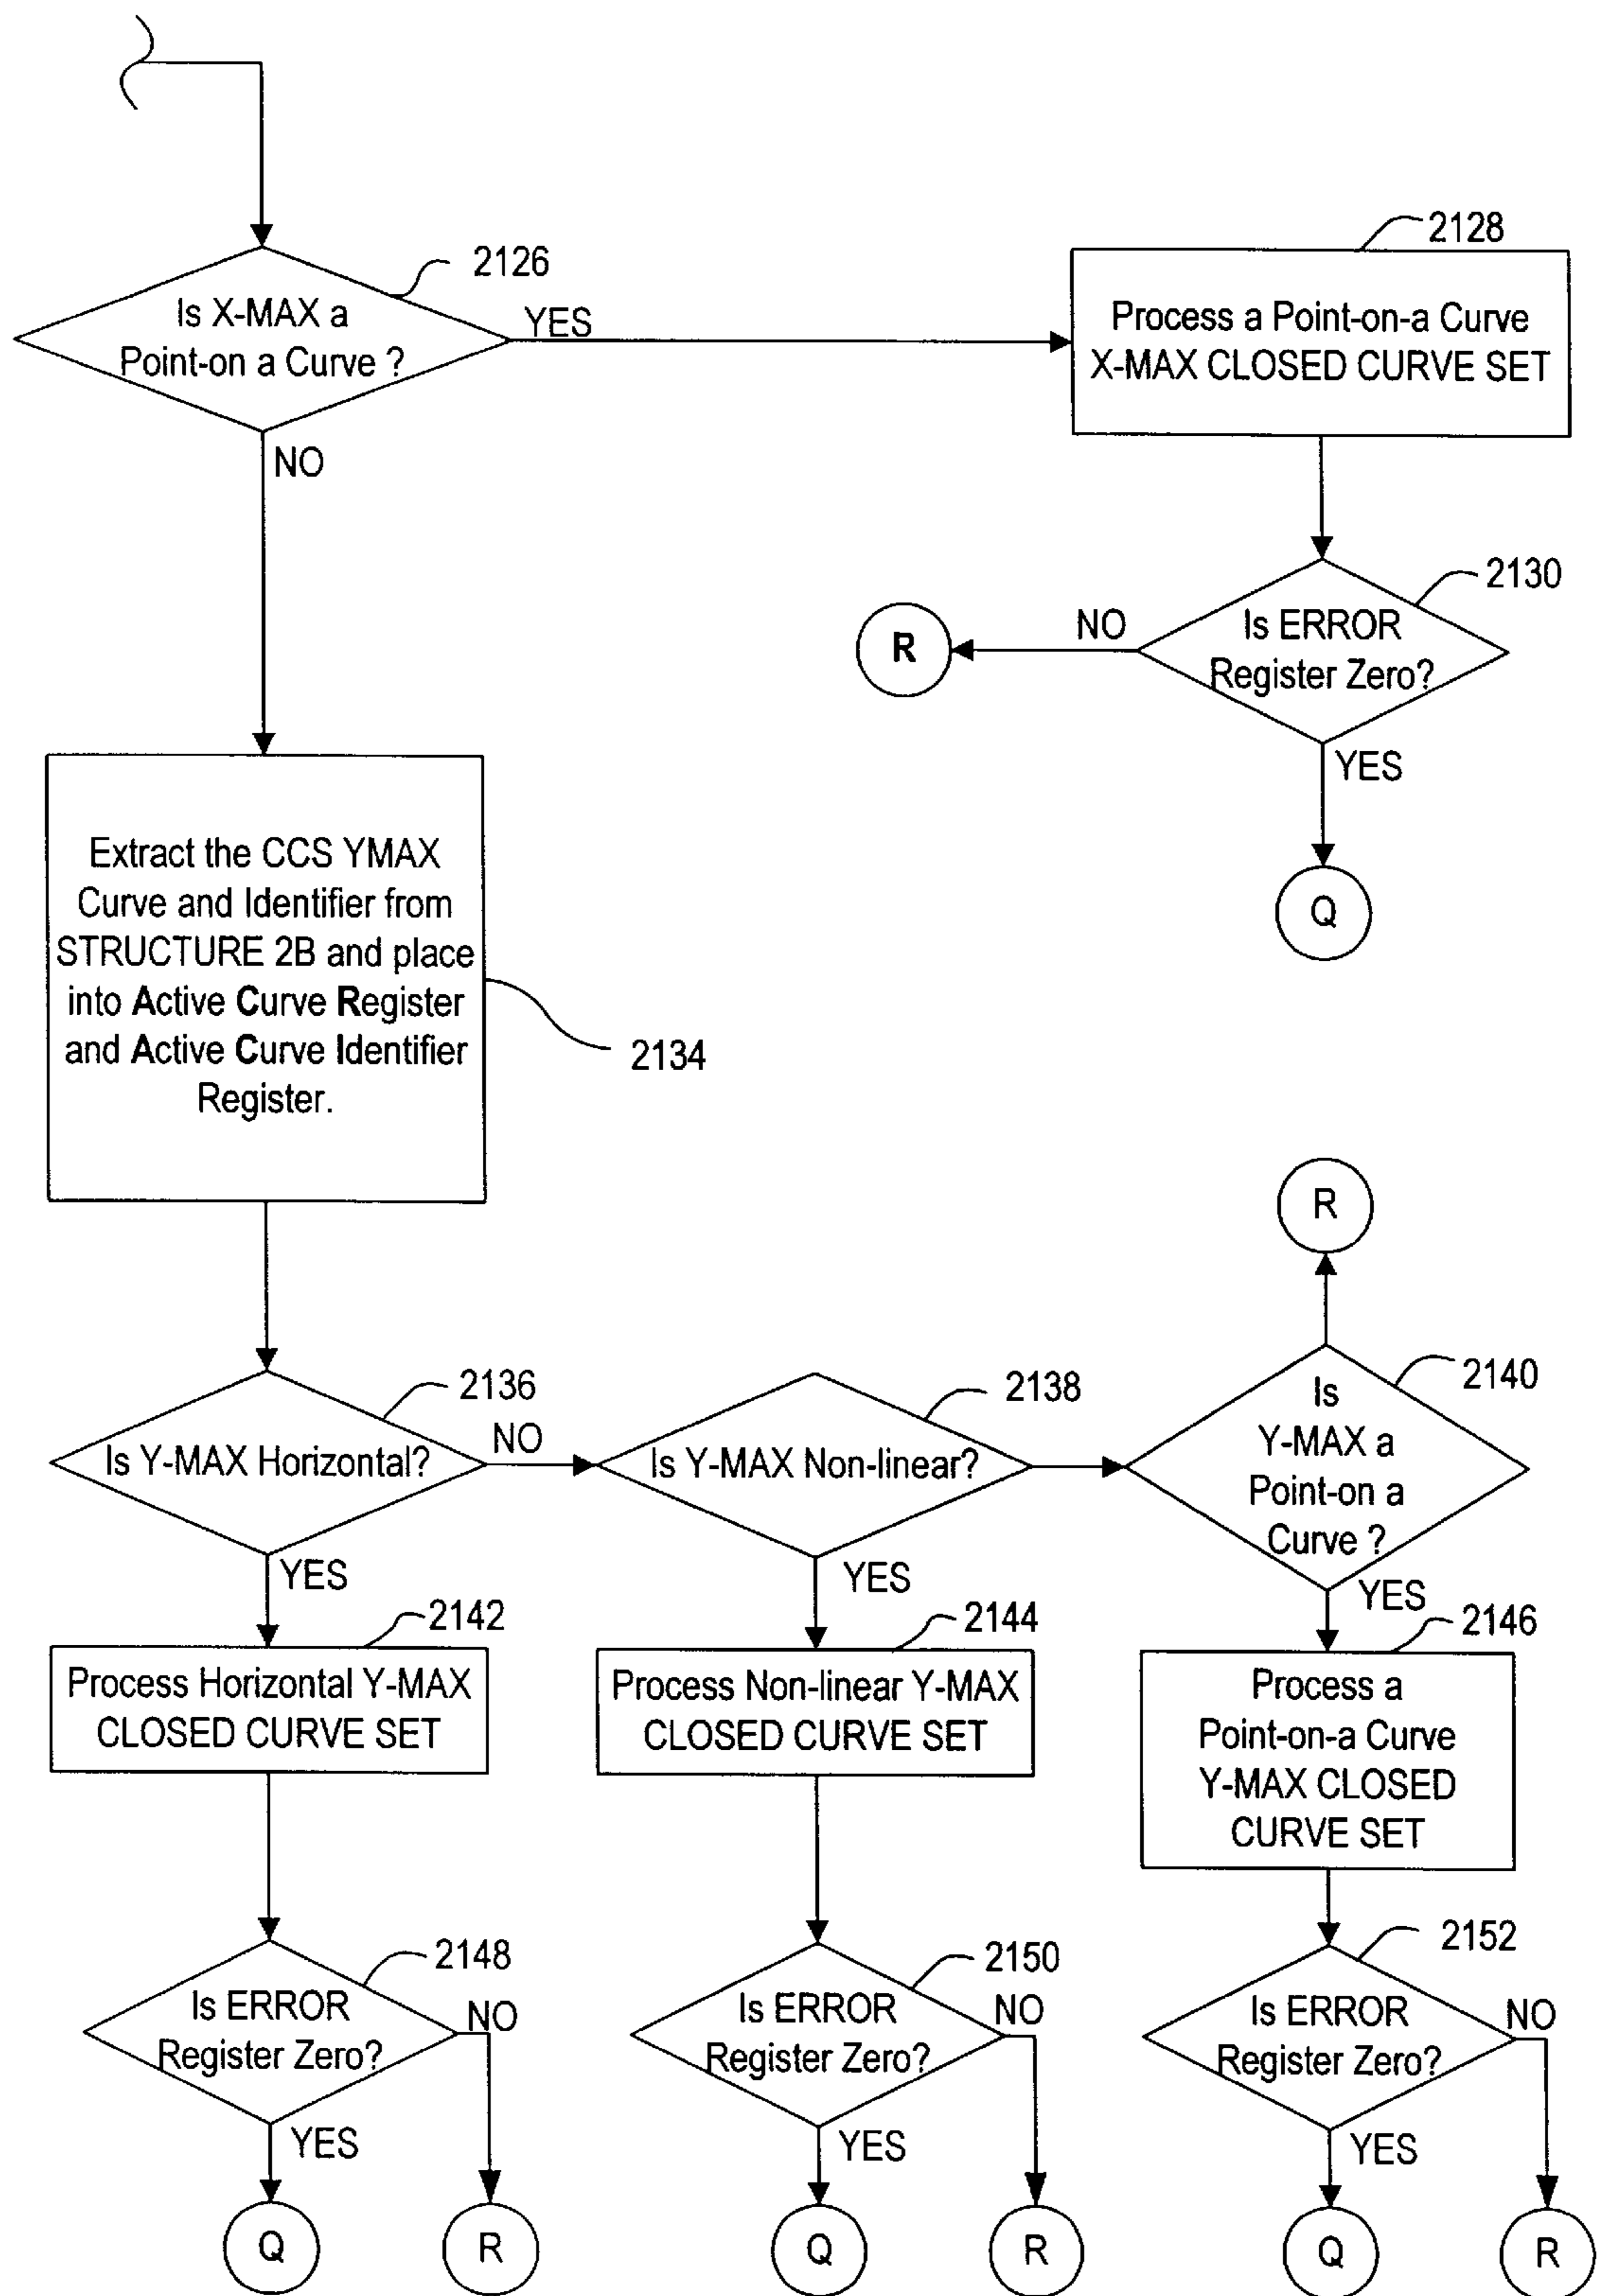 2126
Is X-MAX a
Point-on a Curve ?
YES
NO
2128
Process a Point-on-a Curve
X-MAX CLOSED CURVE SET
2130
Is ERROR
Register Zero?
NO
R
YES
Q
Extract the CCS YMAX
Curve and Identifier from
STRUCTURE 2B and place
into Active Curve Register
and Active Curve Identifier
Register.
2134
R
2136
Is Y-MAX Horizontal?
NO
YES
2138
Is Y-MAX Non-linear?
YES
2140
Is
Y-MAX a
Point-on a
Curve ?
YES
2142
Process Horizontal Y-MAX
CLOSED CURVE SET
2144
Process Non-linear Y-MAX
CLOSED CURVE SET
2146
Process a
Point-on-a Curve
Y-MAX CLOSED
CURVE SET
2148
Is ERROR
Register Zero?
NO
YES
Q
R
2150
Is ERROR
Register Zero?
NO
YES
Q
R
2152
Is ERROR
Register Zero?
NO
YES
Q
R